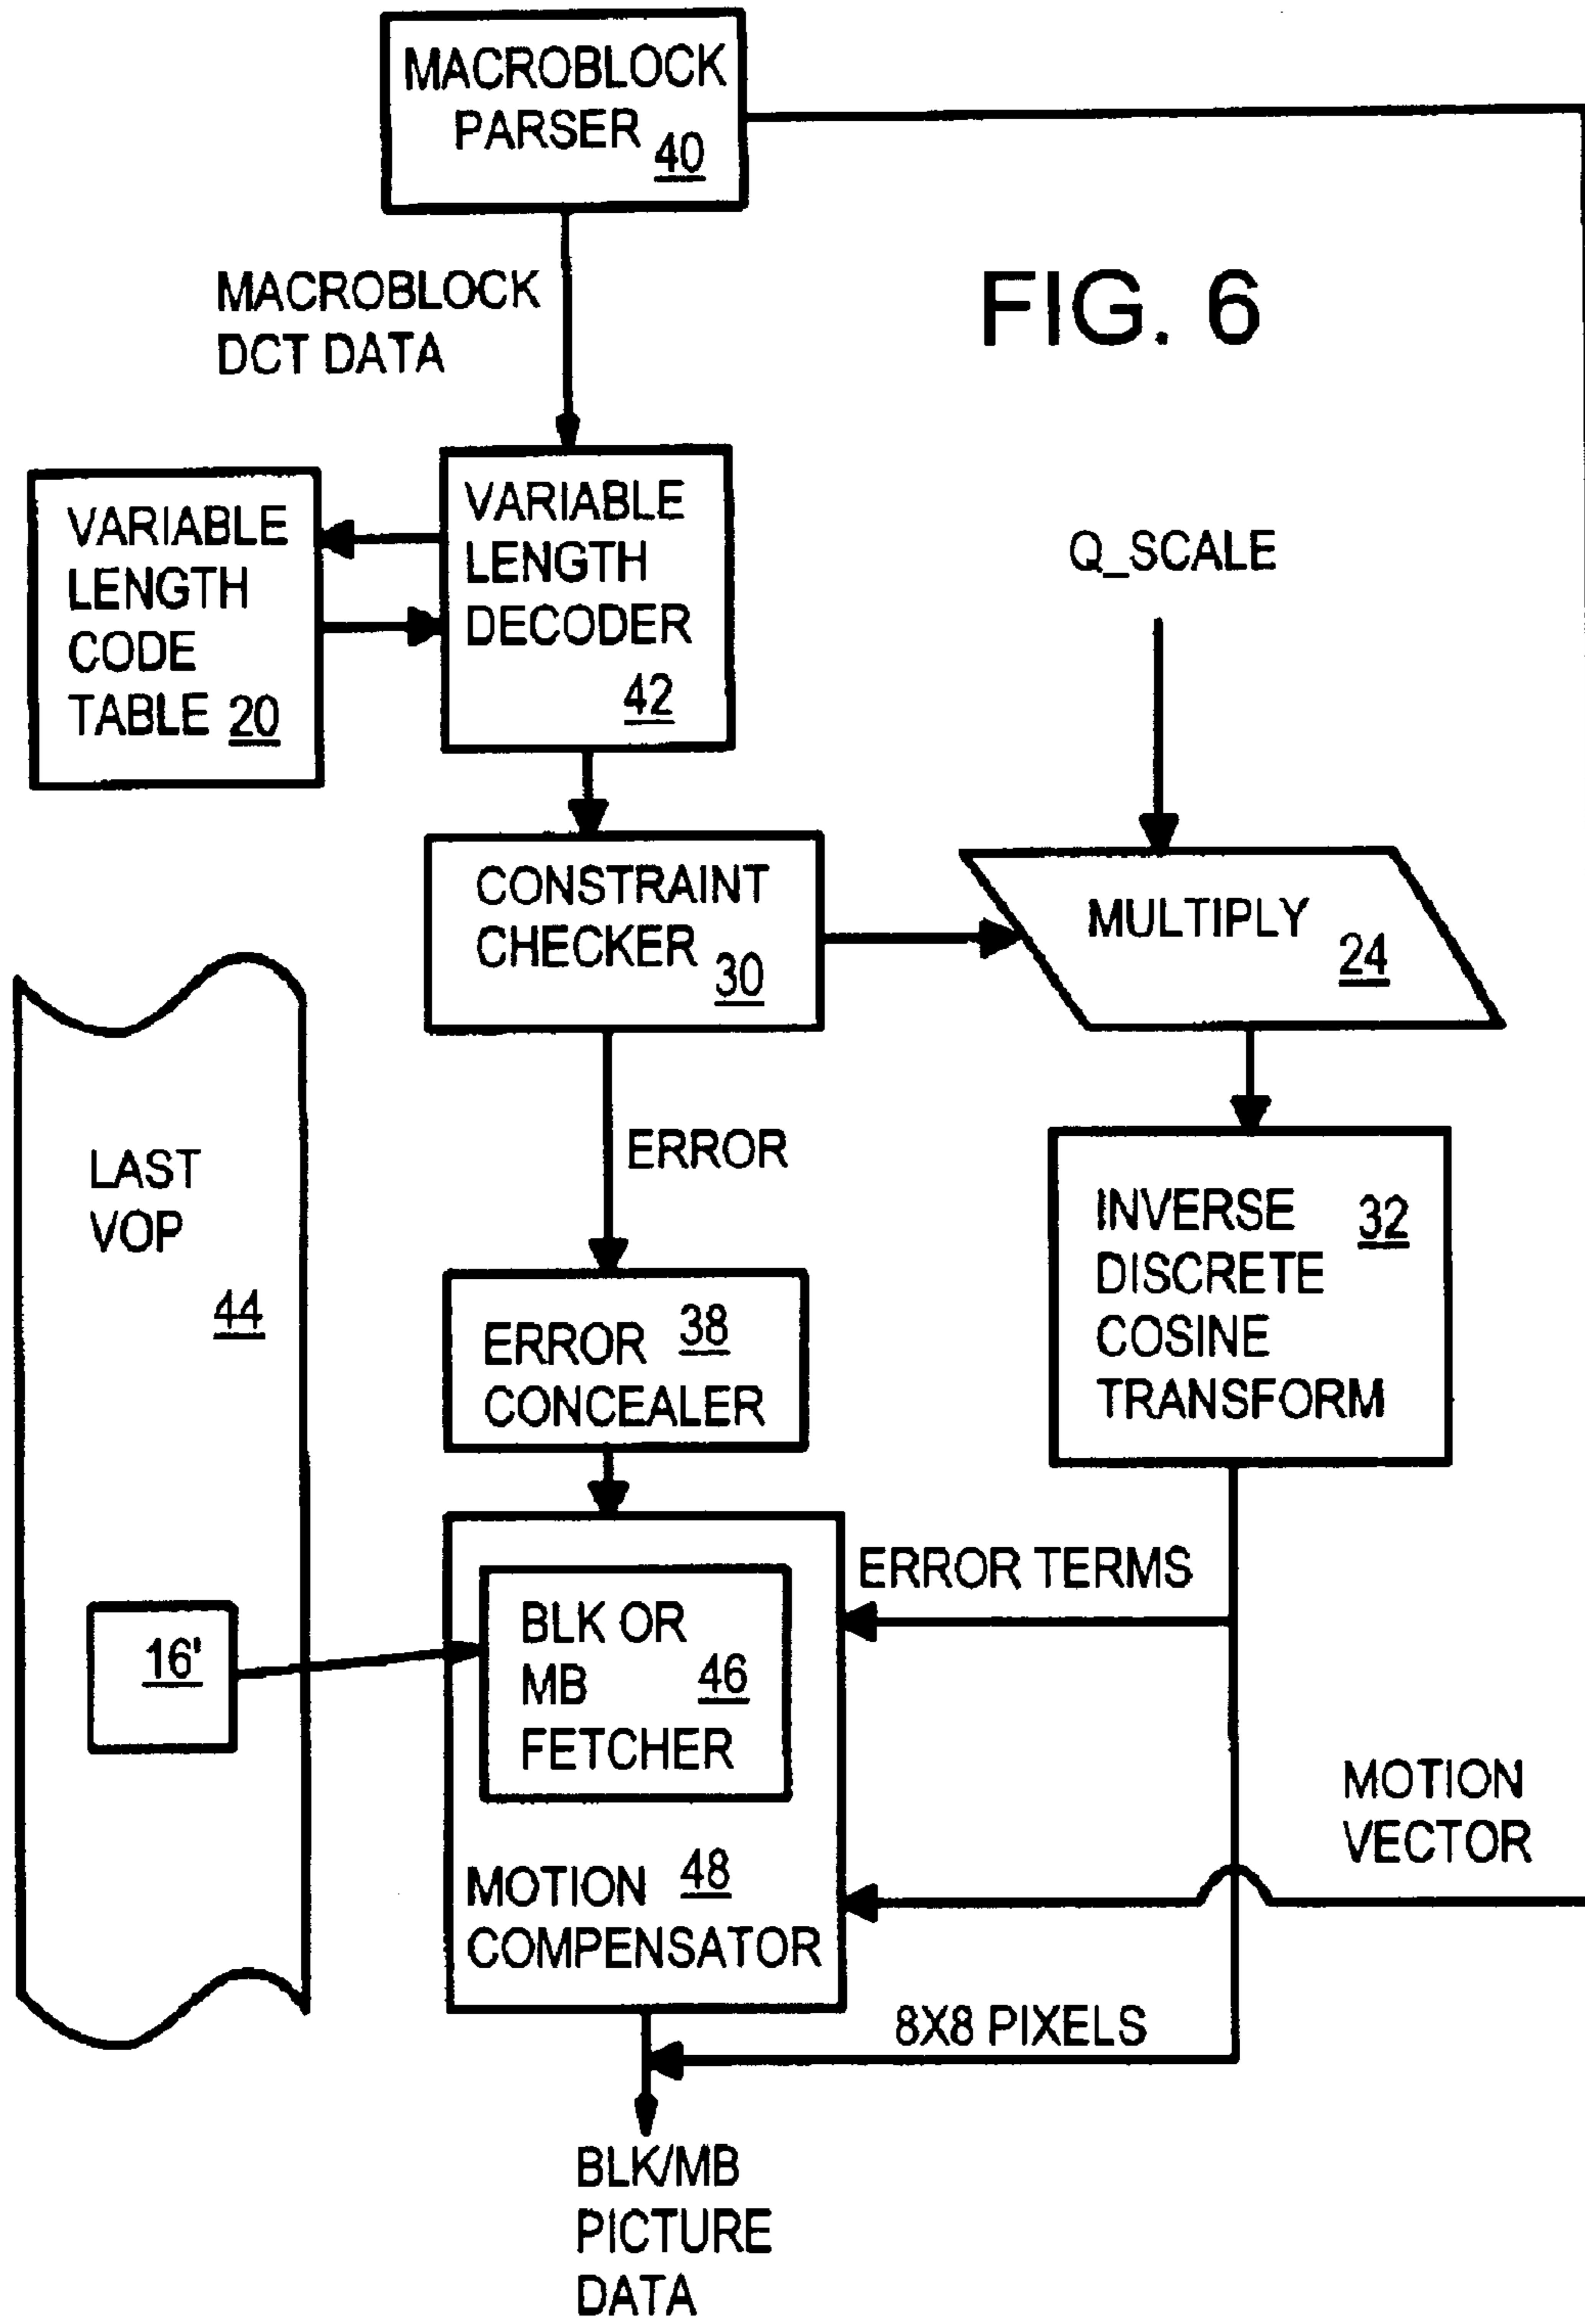 MACROBLOCK
PARSER 40
MACROBLOCK
DCT DATA
FIG. 6
VARIABLE
LENGTH
CODE
TABLE 20
VARIABLE
LENGTH
DECODER
42
Q_SCALE
CONSTRAINT
CHECKER 30
MULTIPLY 24
LAST
VOP
44
ERROR
ERROR 38
CONCEALER
INVERSE 32
DISCRETE
COSINE
TRANSFORM
16'
BLK OR
MB 46
FETCHER
ERROR TERMS
MOTION 48
COMPENSATOR
MOTION
VECTOR
8X8 PIXELS
BLK/MB
PICTURE
DATA